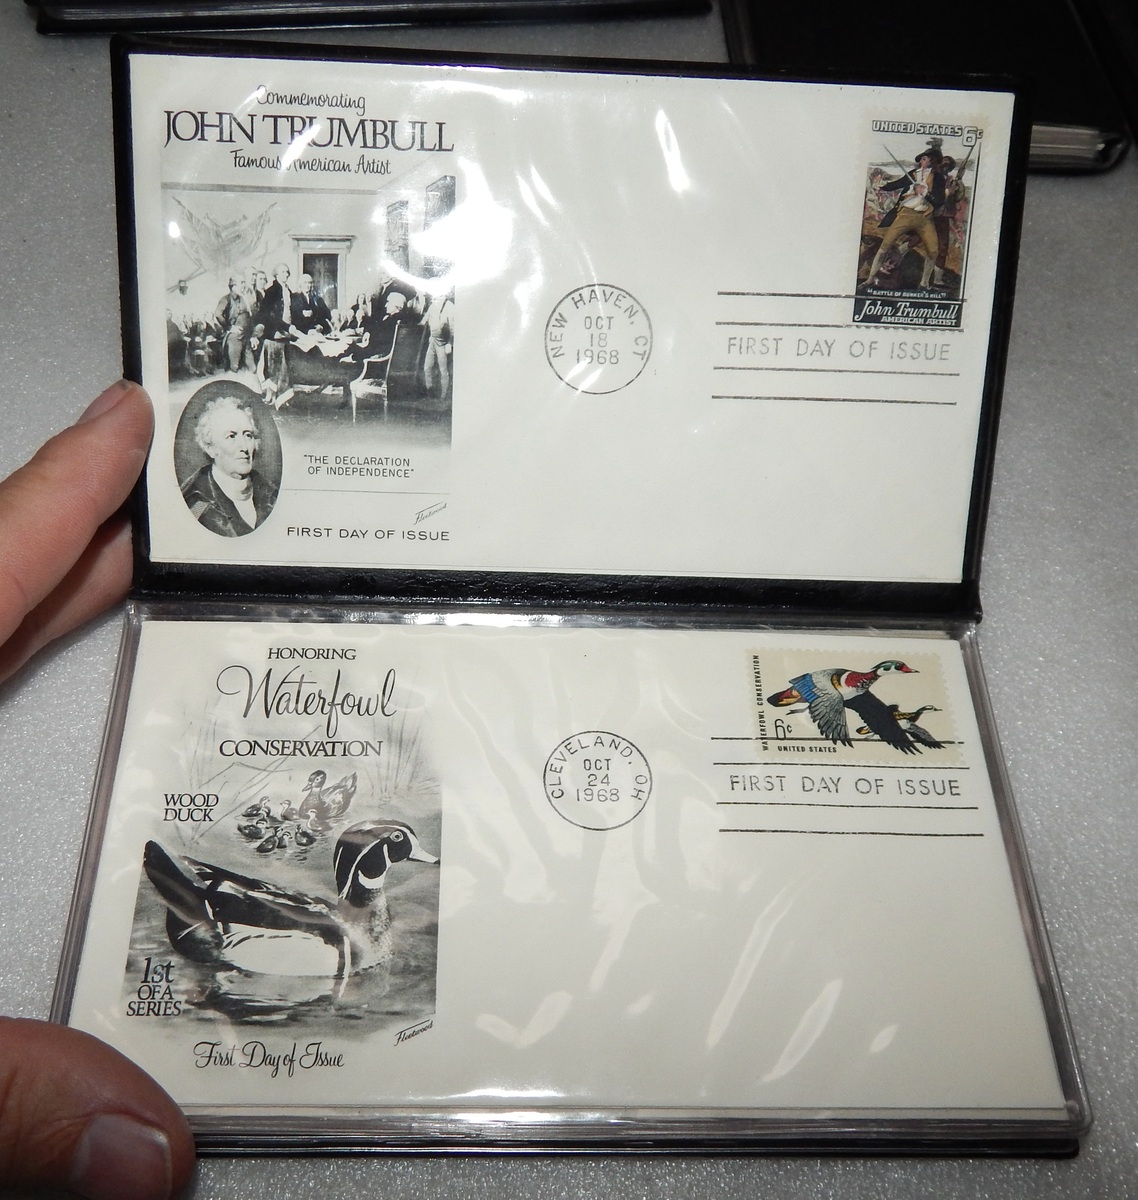 Commemorating
JOHN TRUMBULL
Famous American Artist
"THE DECLARATION
OF INDEPENDENCE"
Fleetwood
FIRST DAY OF ISSUE
NEW HAVEN, CT
OCT
18
1968
UNITED STATES 6c
"BATTLE OF BUNKER'S HILL"
John Trumbull
AMERICAN ARTIST
FIRST DAY OF ISSUE
HONORING
Waterfowl
CONSERVATION
WOOD
DUCK
1st
OF A
SERIES
Fleetwood
First Day of Issue
CLEVELAND, OH
OCT
24
1968
WATERFOWL CONSERVATION
6c
UNITED STATES
FIRST DAY OF ISSUE